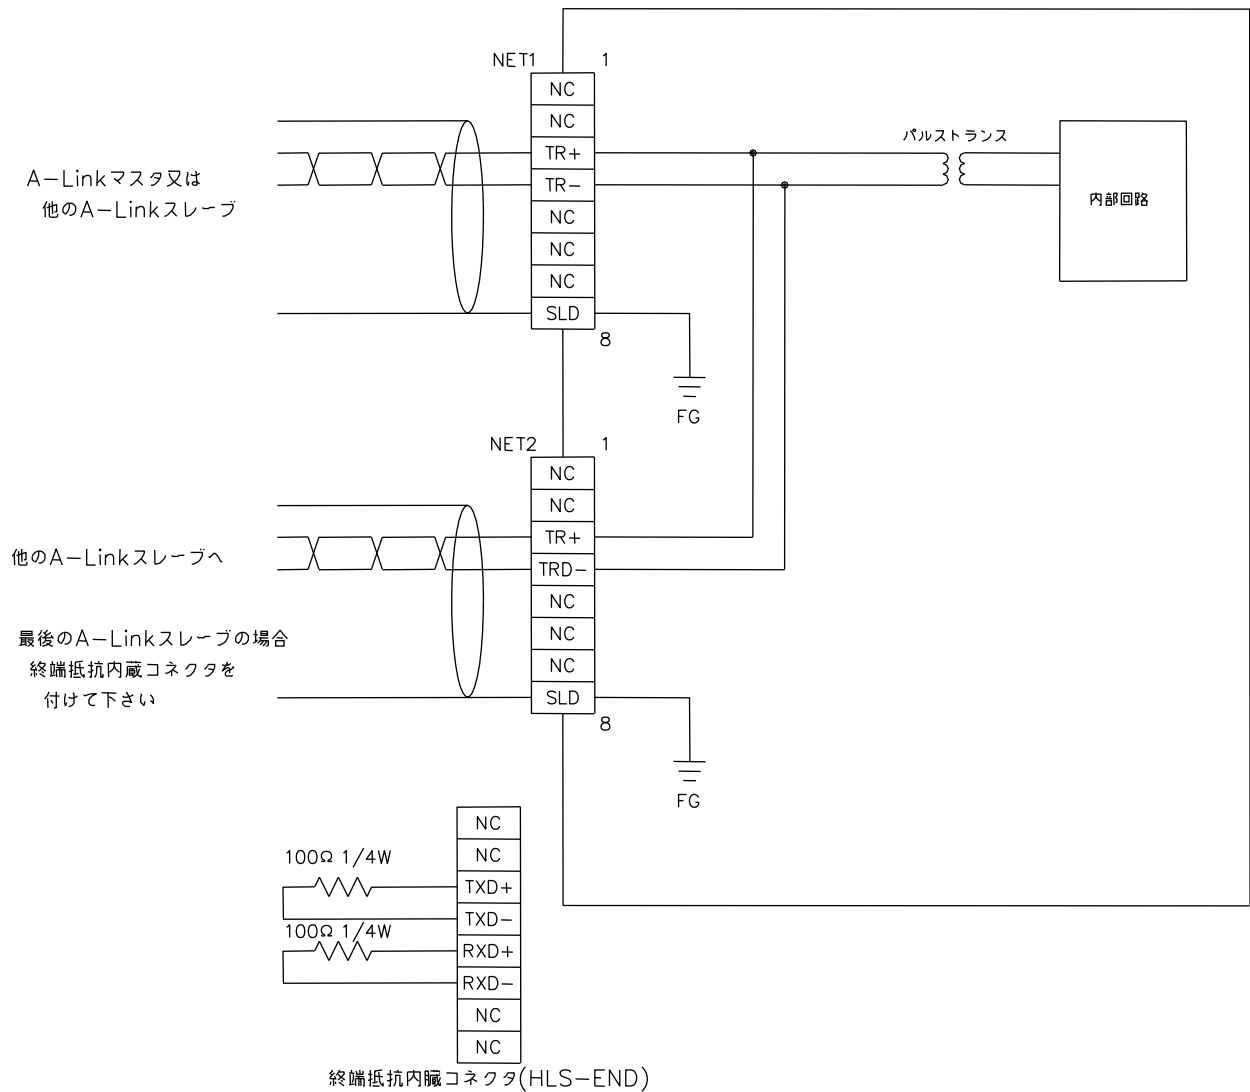 NET1
1
NC
NC
TR+
TR−
NC
NC
NC
SLD
8
パルストランス
内部回路
A−Linkマスタ又は
他のA−Linkスレーブ
FG
NET2
1
NC
NC
TR+
TRD−
NC
NC
NC
SLD
8
FG
他のA−Linkスレーブへ
最後のA−Linkスレーブの場合
終端抵抗内蔵コネクタを
付けて下さい
NC
NC
TXD+
TXD−
RXD+
RXD−
NC
NC
100Ω 1/4W
100Ω 1/4W
終端抵抗内臓コネクタ(HLS−END)